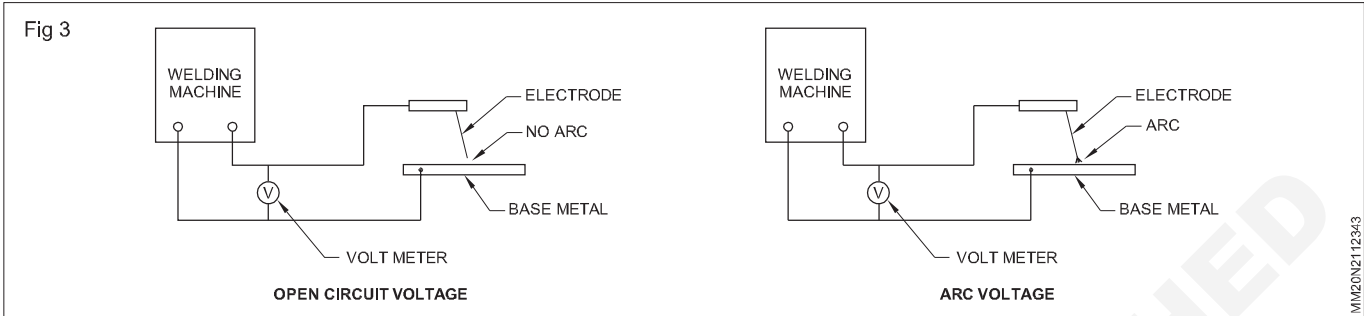 Fig 3
WELDING
MACHINE
ELECTRODE
NO ARC
BASE METAL
V
VOLT METER
OPEN CIRCUIT VOLTAGE
WELDING
MACHINE
ELECTRODE
ARC
BASE METAL
V
VOLT METER
ARC VOLTAGE
MM20N2112343
HED